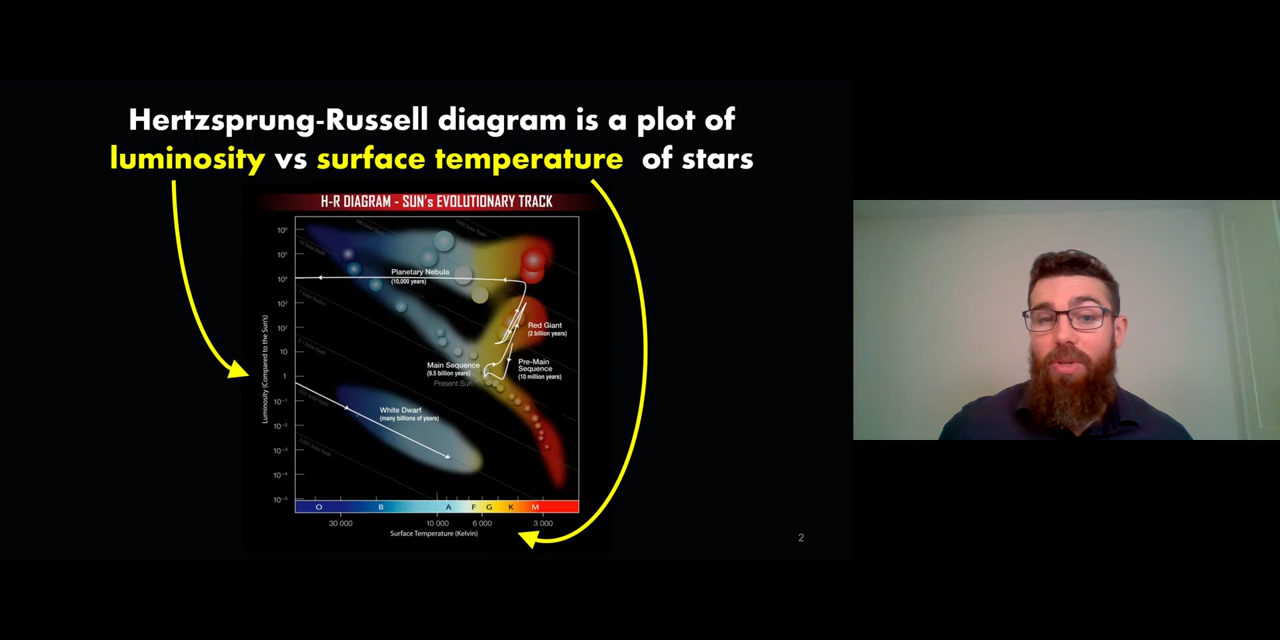 Hertzsprung-Russell diagram is a plot of
luminosity vs surface temperature of stars
H-R DIAGRAM - SUN's EVOLUTIONARY TRACK
10⁶
10⁵
10⁴
10³
10²
10
1
10⁻¹
10⁻²
10⁻³
10⁻⁴
10⁻⁵
Luminosity (Compared to the Sun's)
Planetary Nebula
(10,000 years)
Red Giant
(2 billion years)
Main Sequence
(9.5 billion years)
Present Sun
Pre-Main
Sequence
(10 million years)
White Dwarf
(many billions of years)
O B A F G K M
30 000 10 000 6 000 3 000
Surface Temperature (Kelvin)
2